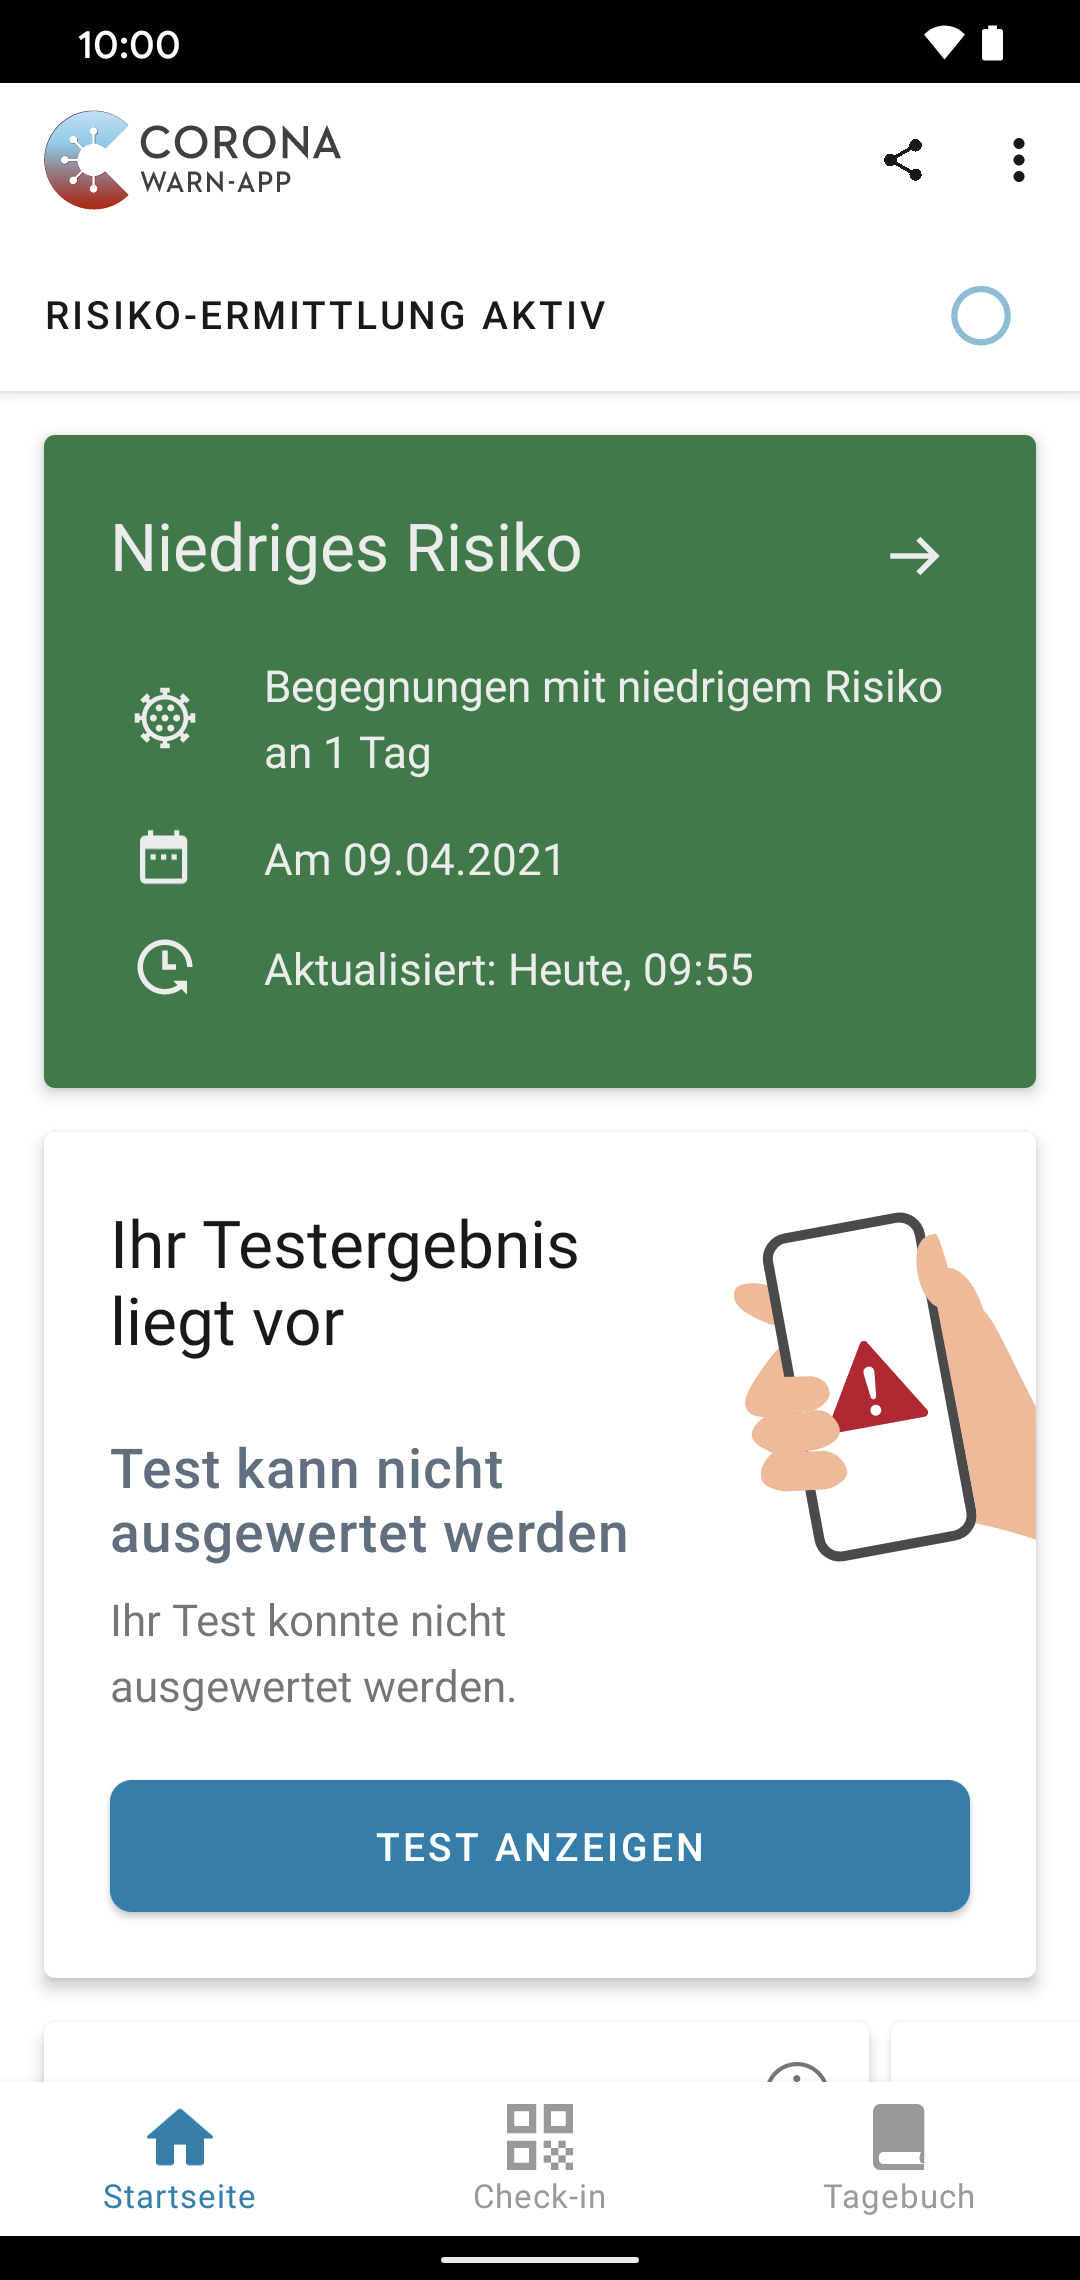 10:00
CORONA
WARN-APP
RISIKO-ERMITTLUNG AKTIV
Niedriges Risiko
Begegnungen mit niedrigem Risiko
an 1 Tag
Am 09.04.2021
Aktualisiert: Heute, 09:55
Ihr Testergebnis
liegt vor
Test kann nicht
ausgewertet werden
Ihr Test konnte nicht
ausgewertet werden.
TEST ANZEIGEN
Startseite
Check-in
Tagebuch